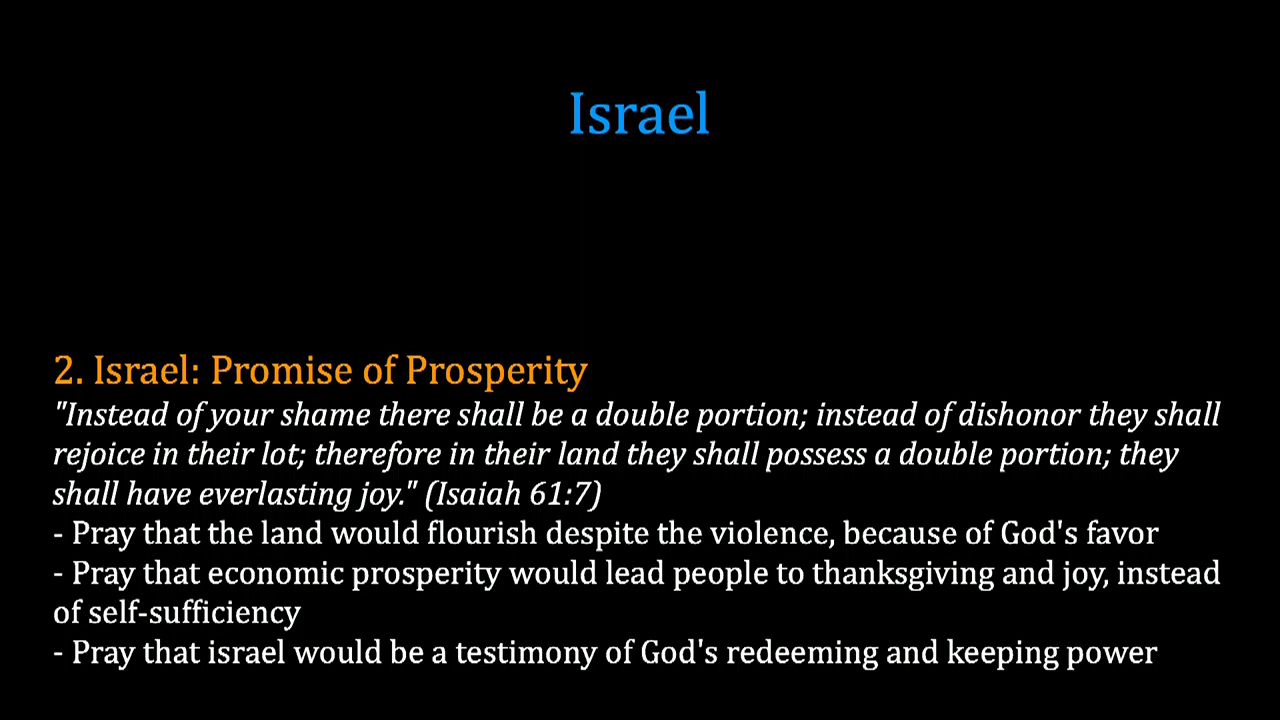 Israel
2. Israel: Promise of Prosperity
"Instead of your shame there shall be a double portion; instead of dishonor they shall
rejoice in their lot; therefore in their land they shall possess a double portion; they
shall have everlasting joy." (Isaiah 61:7)
- Pray that the land would flourish despite the violence, because of God's favor
- Pray that economic prosperity would lead people to thanksgiving and joy, instead
of self-sufficiency
- Pray that israel would be a testimony of God's redeeming and keeping power